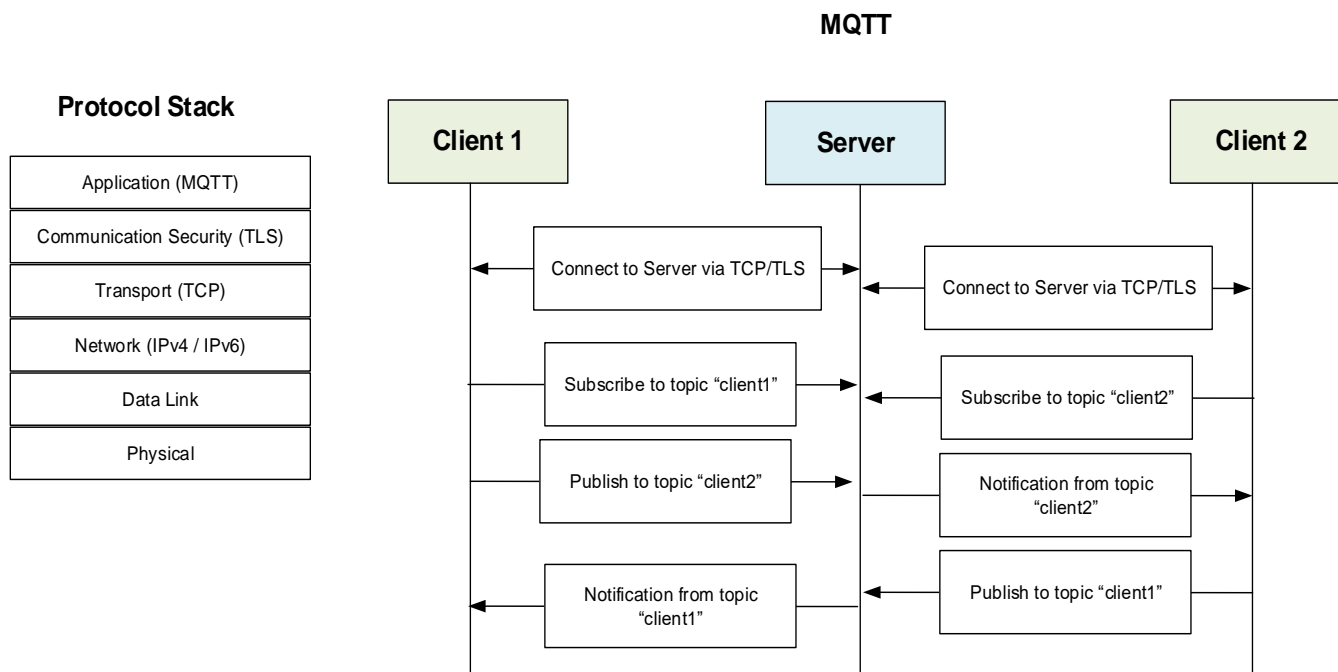 MQTT
Protocol Stack
Application (MQTT)
Communication Security (TLS)
Transport (TCP)
Network (IPv4 / IPv6)
Data Link
Physical
Client 1
Server
Client 2
Connect to Server via TCP/TLS
Connect to Server via TCP/TLS
Subscribe to topic “client1”
Subscribe to topic “client2”
Publish to topic “client2”
Notification from topic
“client2”
Notification from topic
“client1”
Publish to topic “client1”